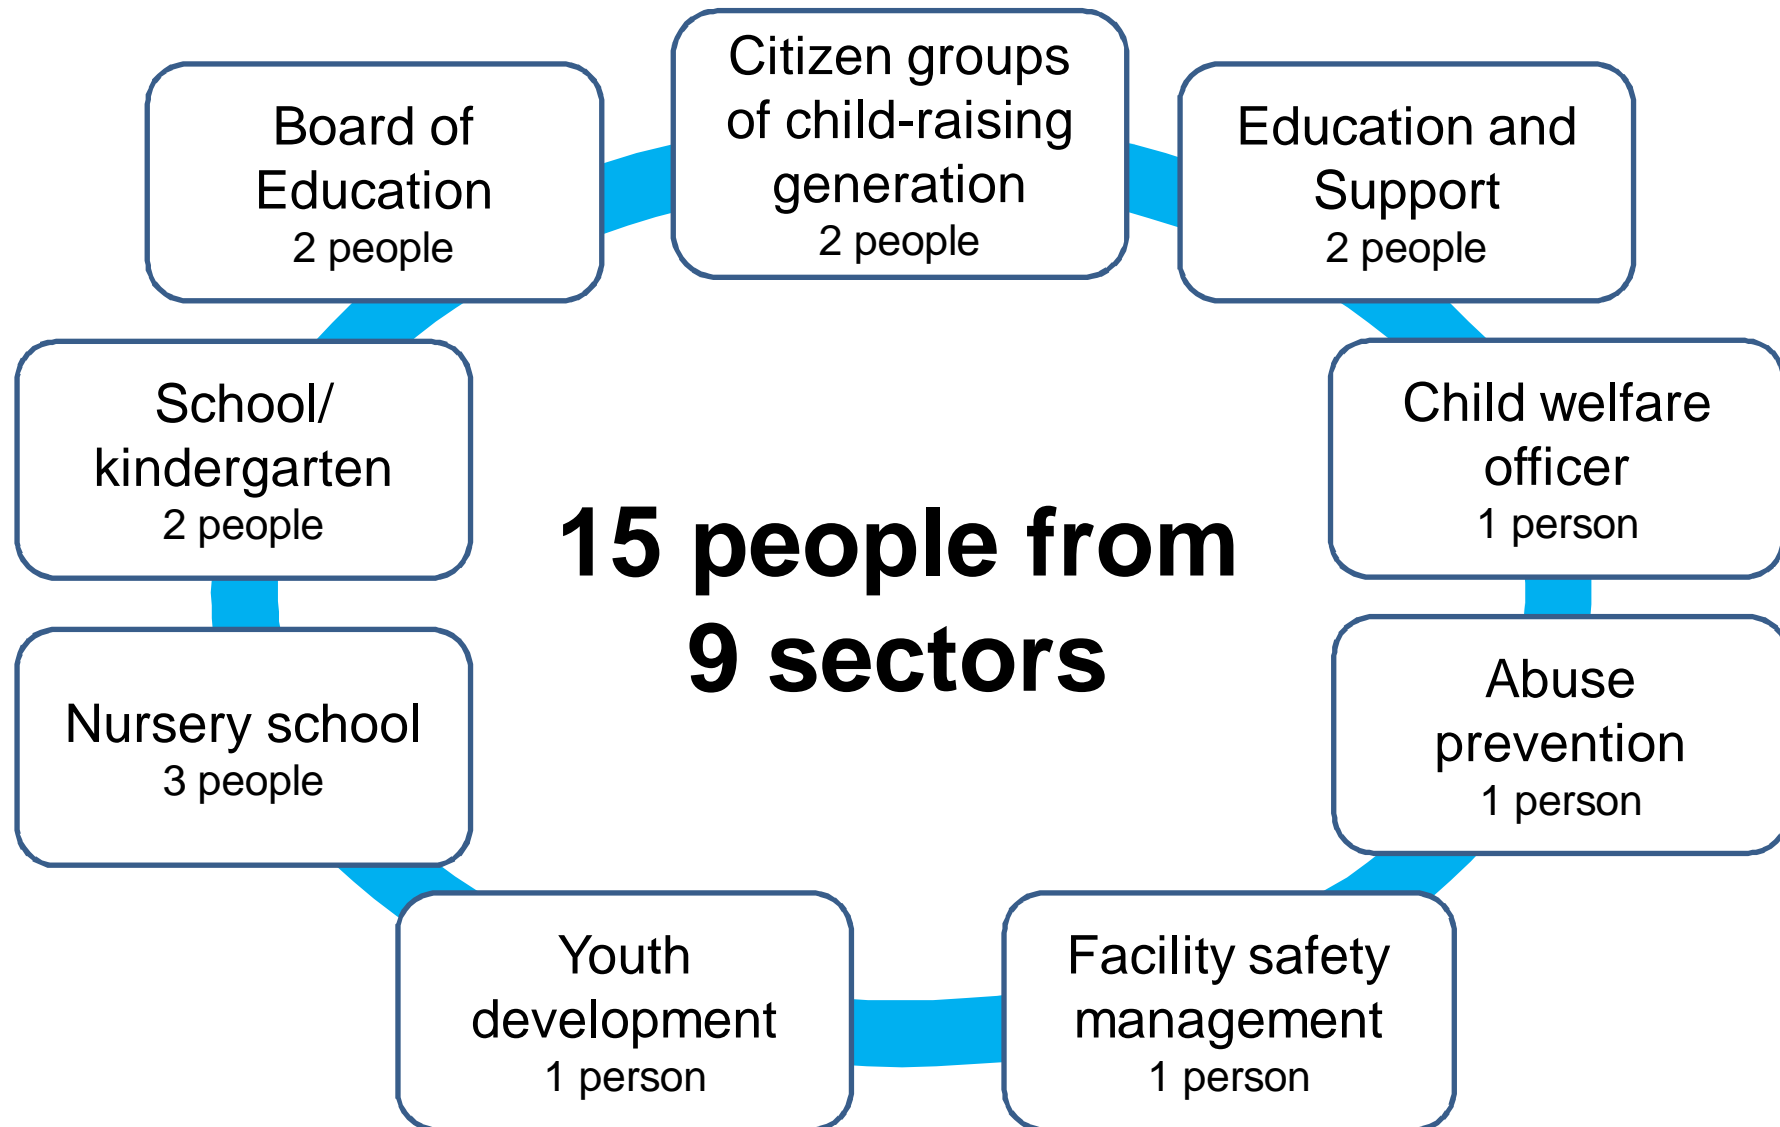 Citizen groups
of child-raising
generation
2 people
Education and
Support
2 people
Child welfare
officer
1 person
Abuse
prevention
1 person
Facility safety
management
1 person
Youth
development
1 person
Nursery school
3 people
School/
kindergarten
2 people
Board of
Education
2 people
15 people from
9 sectors